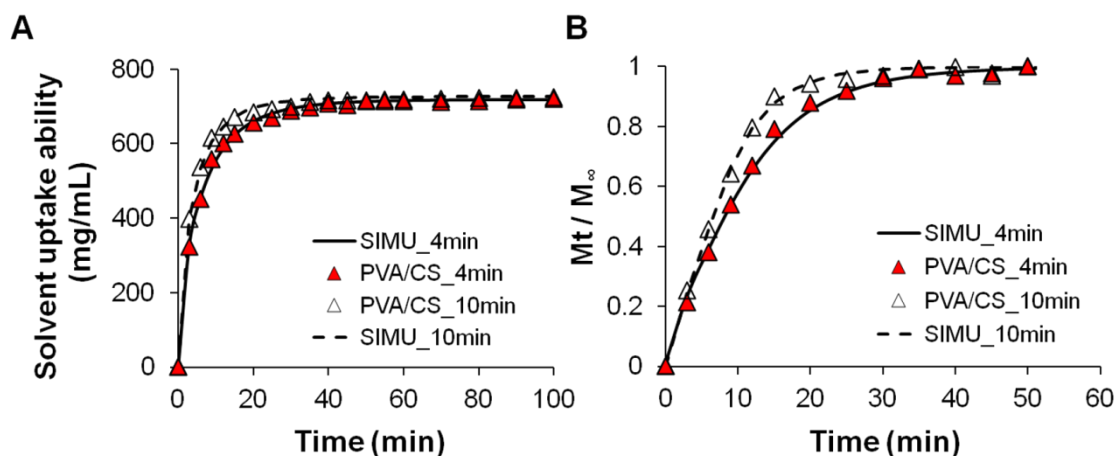 A
Solvent uptake ability
(mg/mL)
800
600
400
200
0
0 20 40 60 80 100
Time (min)
SIMU_4min
PVA/CS_4min
PVA/CS_10min
SIMU_10min
B
Mt / M∞
1
0.8
0.6
0.4
0.2
0
0 10 20 30 40 50 60
Time (min)
SIMU_4min
PVA/CS_4min
PVA/CS_10min
SIMU_10min